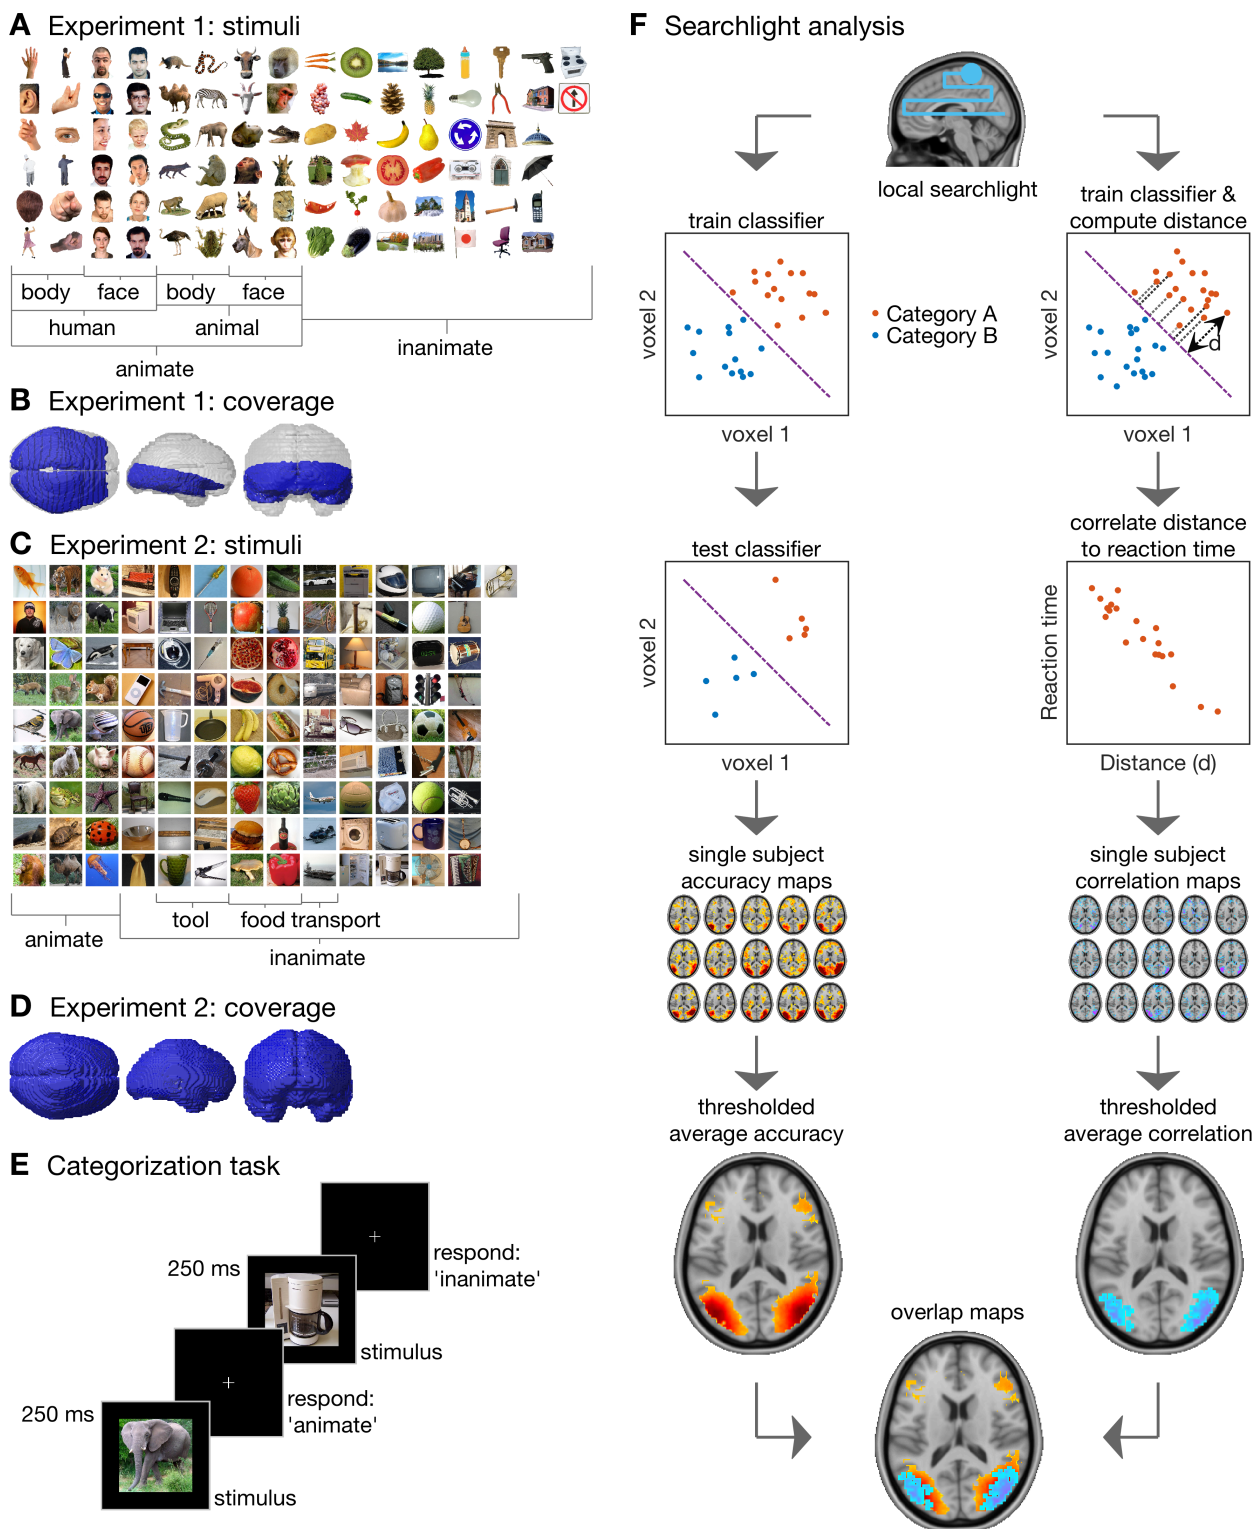 A Experiment 1: stimuli
body face body face
human animal
animate
inanimate
B Experiment 1: coverage
C Experiment 2: stimuli
tool food transport
animate
inanimate
D Experiment 2: coverage
E Categorization task
respond:
'inanimate'
250 ms
stimulus
respond:
'animate'
250 ms
stimulus
F Searchlight analysis
local searchlight
train classifier
voxel 2
voxel 1
Category A
Category B
train classifier &
compute distance
voxel 2
d
voxel 1
test classifier
voxel 2
voxel 1
correlate distance
to reaction time
Reaction time
Distance (d)
single subject
accuracy maps
single subject
correlation maps
thresholded
average accuracy
thresholded
average correlation
overlap maps